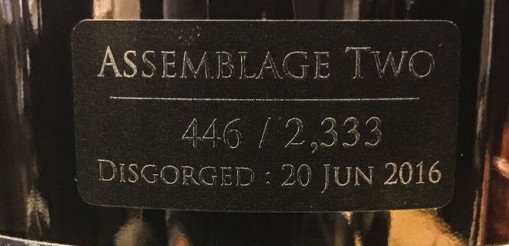 ASSEMBLAGE TWO
446 / 2,333
DISGORGED : 20 JUN 2016